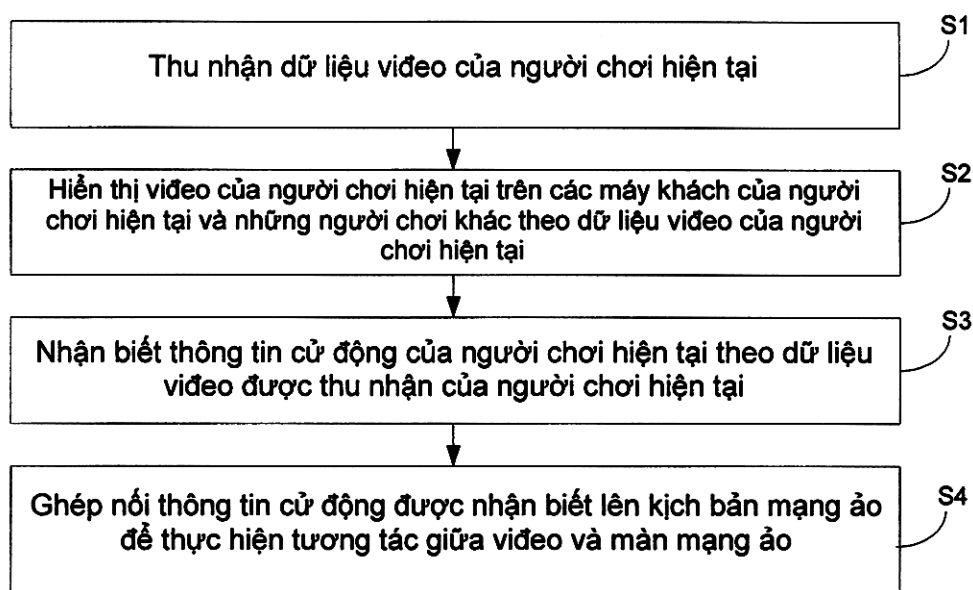 S1
Thu nhận dữ liệu viđeo của người chơi hiện tại
S2
Hiển thị viđeo của người chơi hiện tại trên các máy khách của người
chơi hiện tại và những người chơi khác theo dữ liệu viđeo của người
chơi hiện tại
S3
Nhận biết thông tin cử động của người chơi hiện tại theo dữ liệu
viđeo được thu nhận của người chơi hiện tại
S4
Ghép nối thông tin cử động được nhận biết lên kịch bản mạng ảo
để thực hiện tương tác giữa viđeo và màn mạng ảo